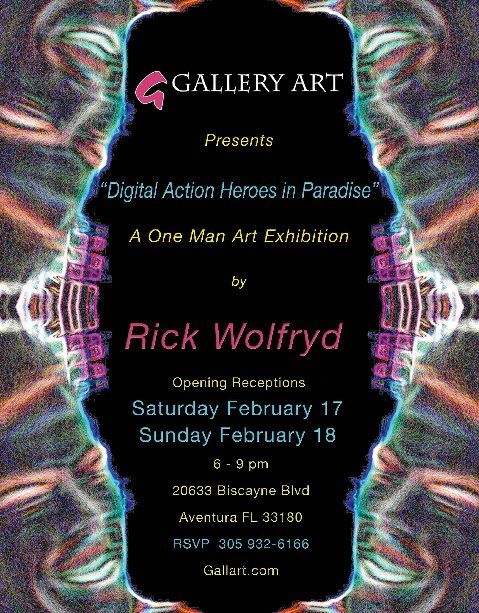 GALLERY ART
Presents
“Digital Action Heroes in Paradise”
A One Man Art Exhibition
by
Rick Wolfryd
Opening Receptions
Saturday February 17
Sunday February 18
6 - 9 pm
20633 Biscayne Blvd
Aventura FL 33180
RSVP 305 932-6166
Gallart.com